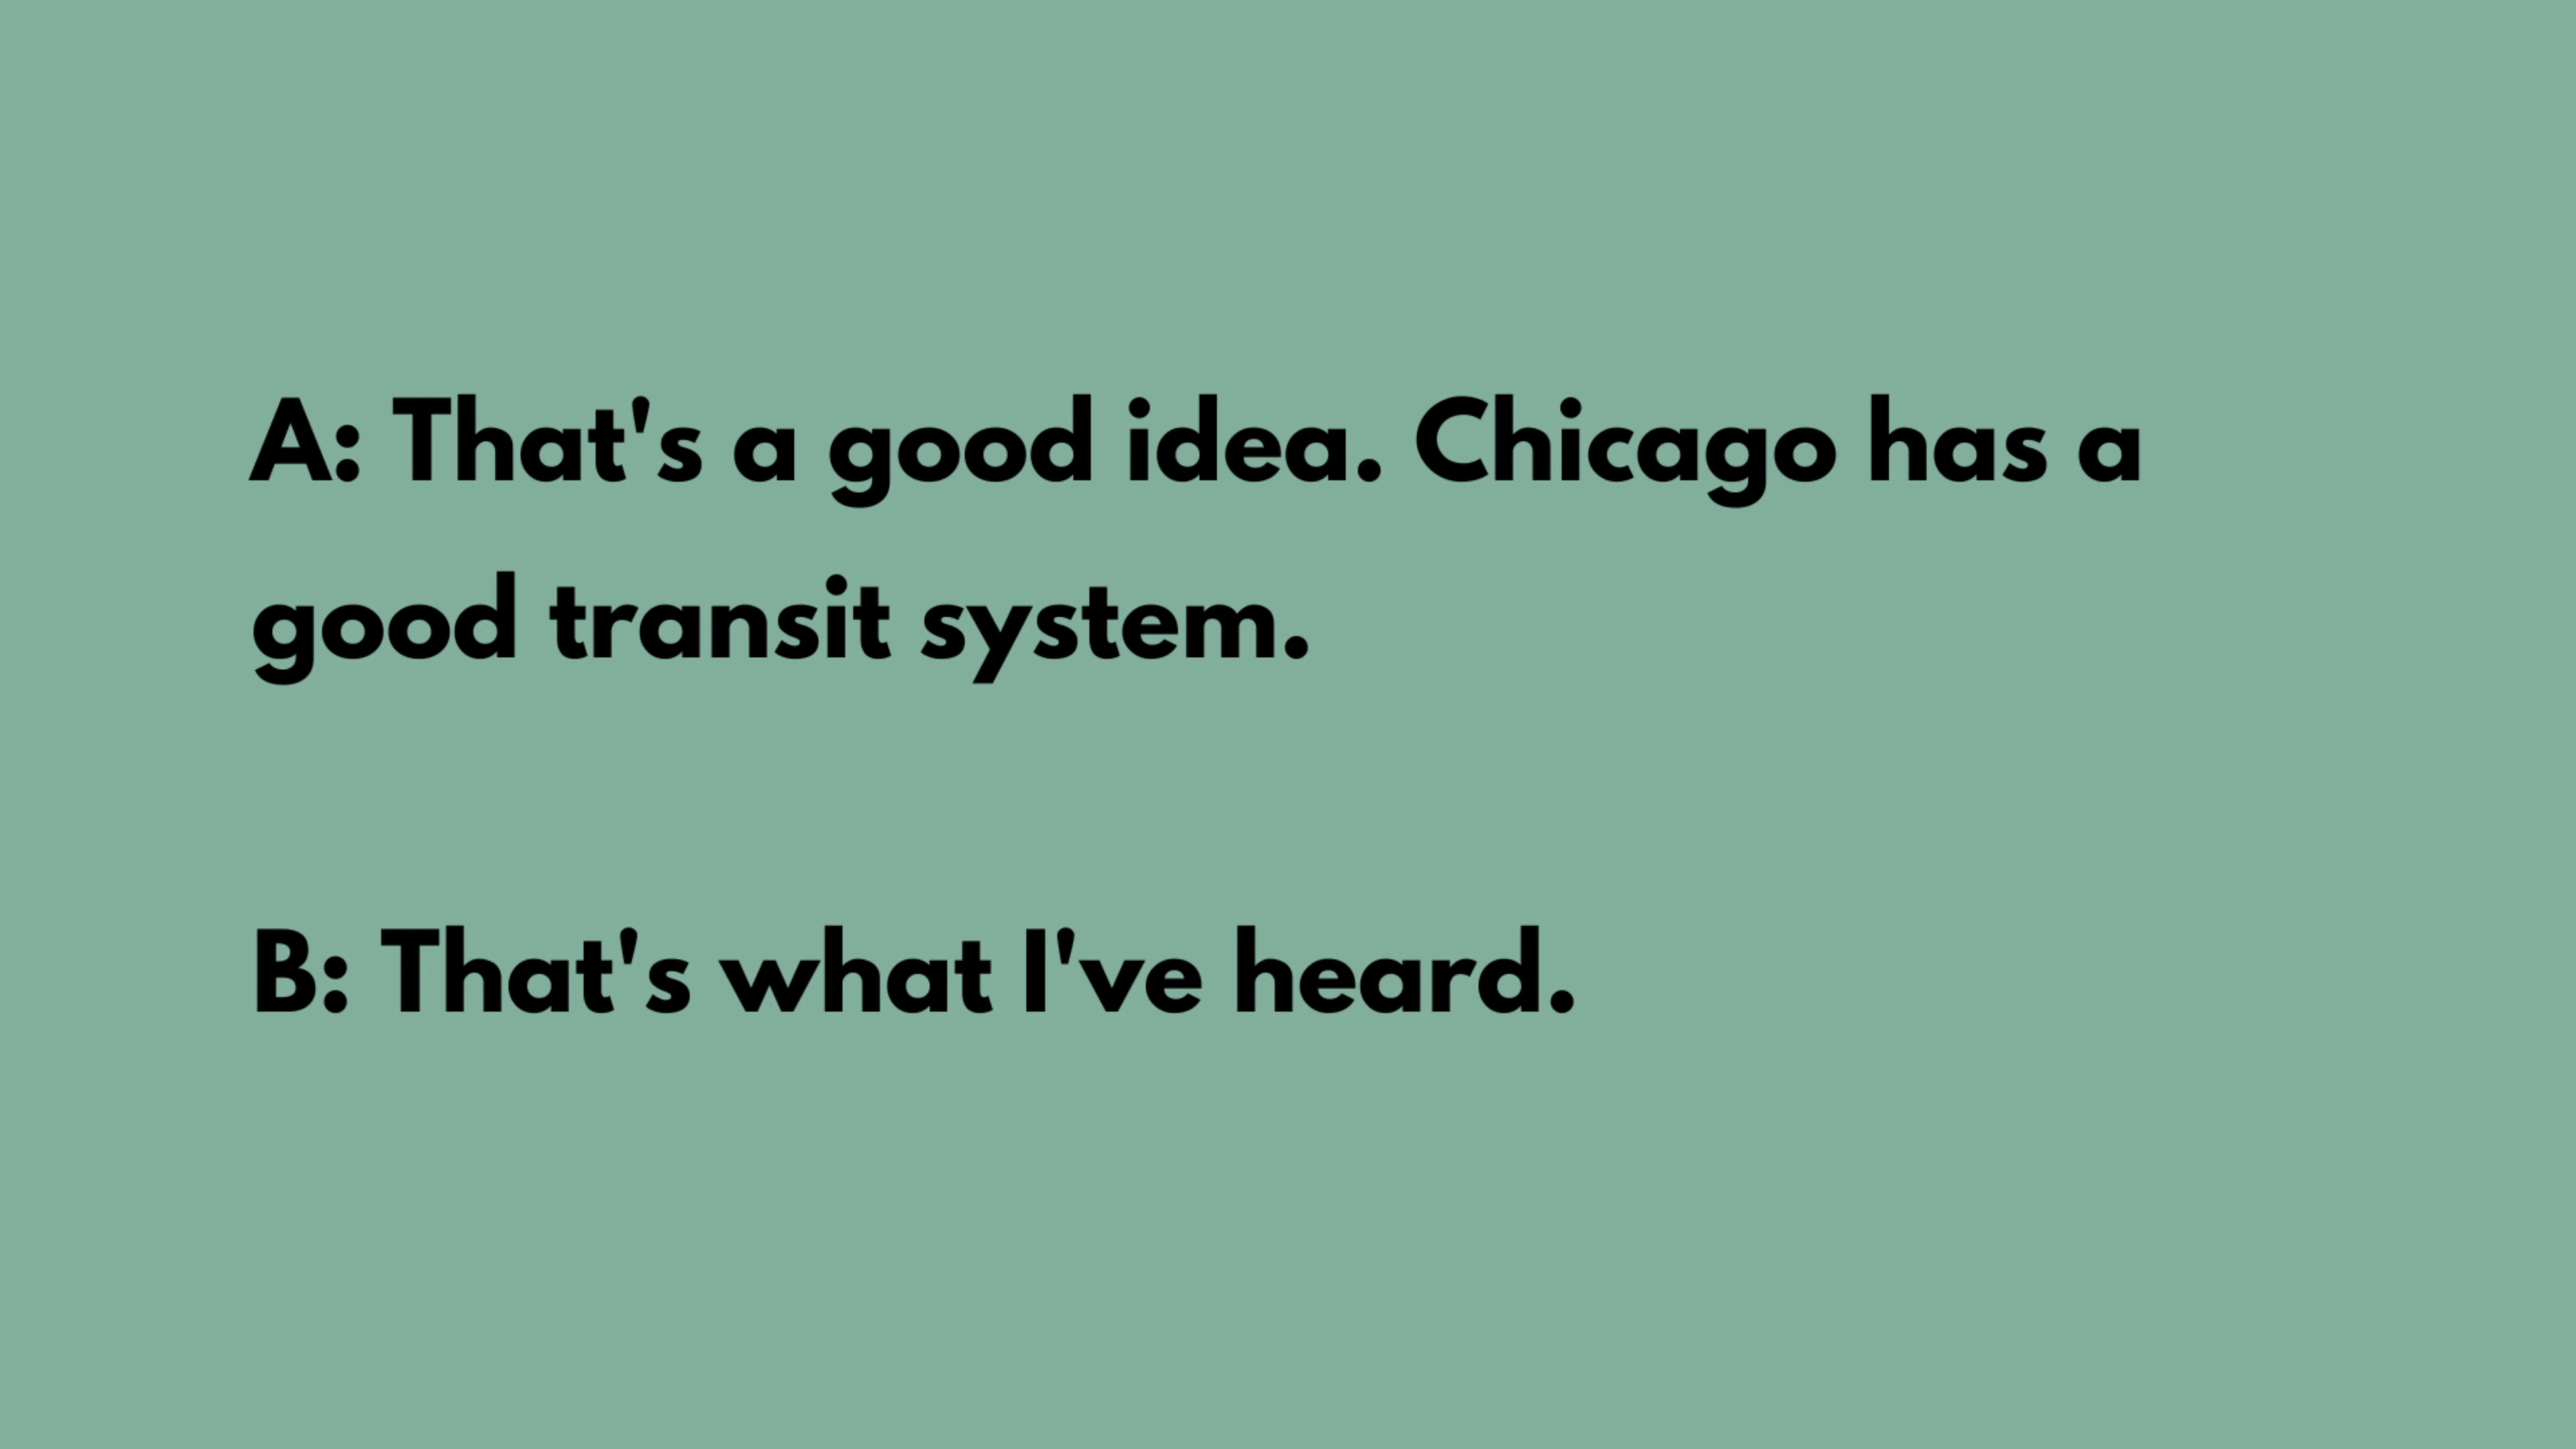 A: That's a good idea. Chicago has a
good transit system.
B: That's what I've heard.